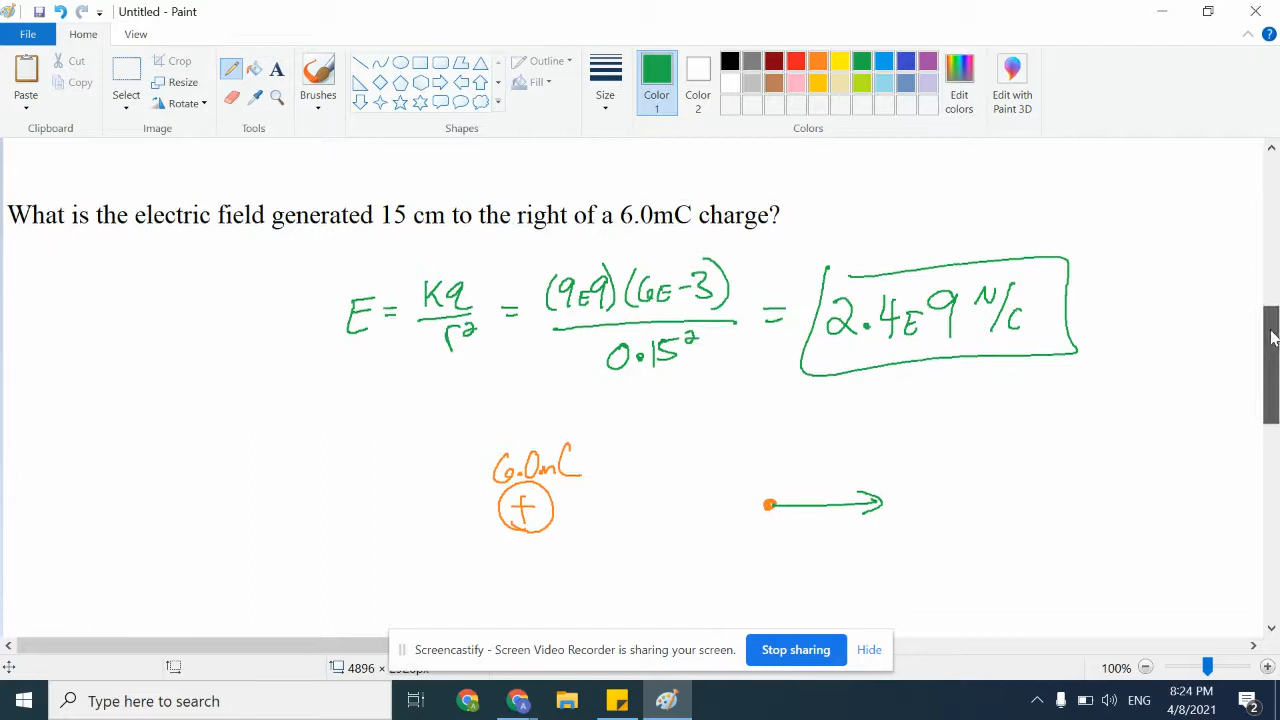 Untitled - Paint
File Home View
Paste Cut Copy
Clipboard
Select Crop Resize Rotate
Image
Tools
Brushes
Shapes
Outline
Fill
Size
Color 1
Color 2
Colors
Edit colors
Edit with Paint 3D
What is the electric field generated 15 cm to the right of a 6.0mC charge?
E = Kq / r² = (9E9)(6E-3) / 0.15² = 2.4E9 N/C
6.0mC
+
Screencastify - Screen Video Recorder is sharing your screen. Stop sharing Hide
100%
Type here to search
ENG
8:24 PM
4/8/2021
2